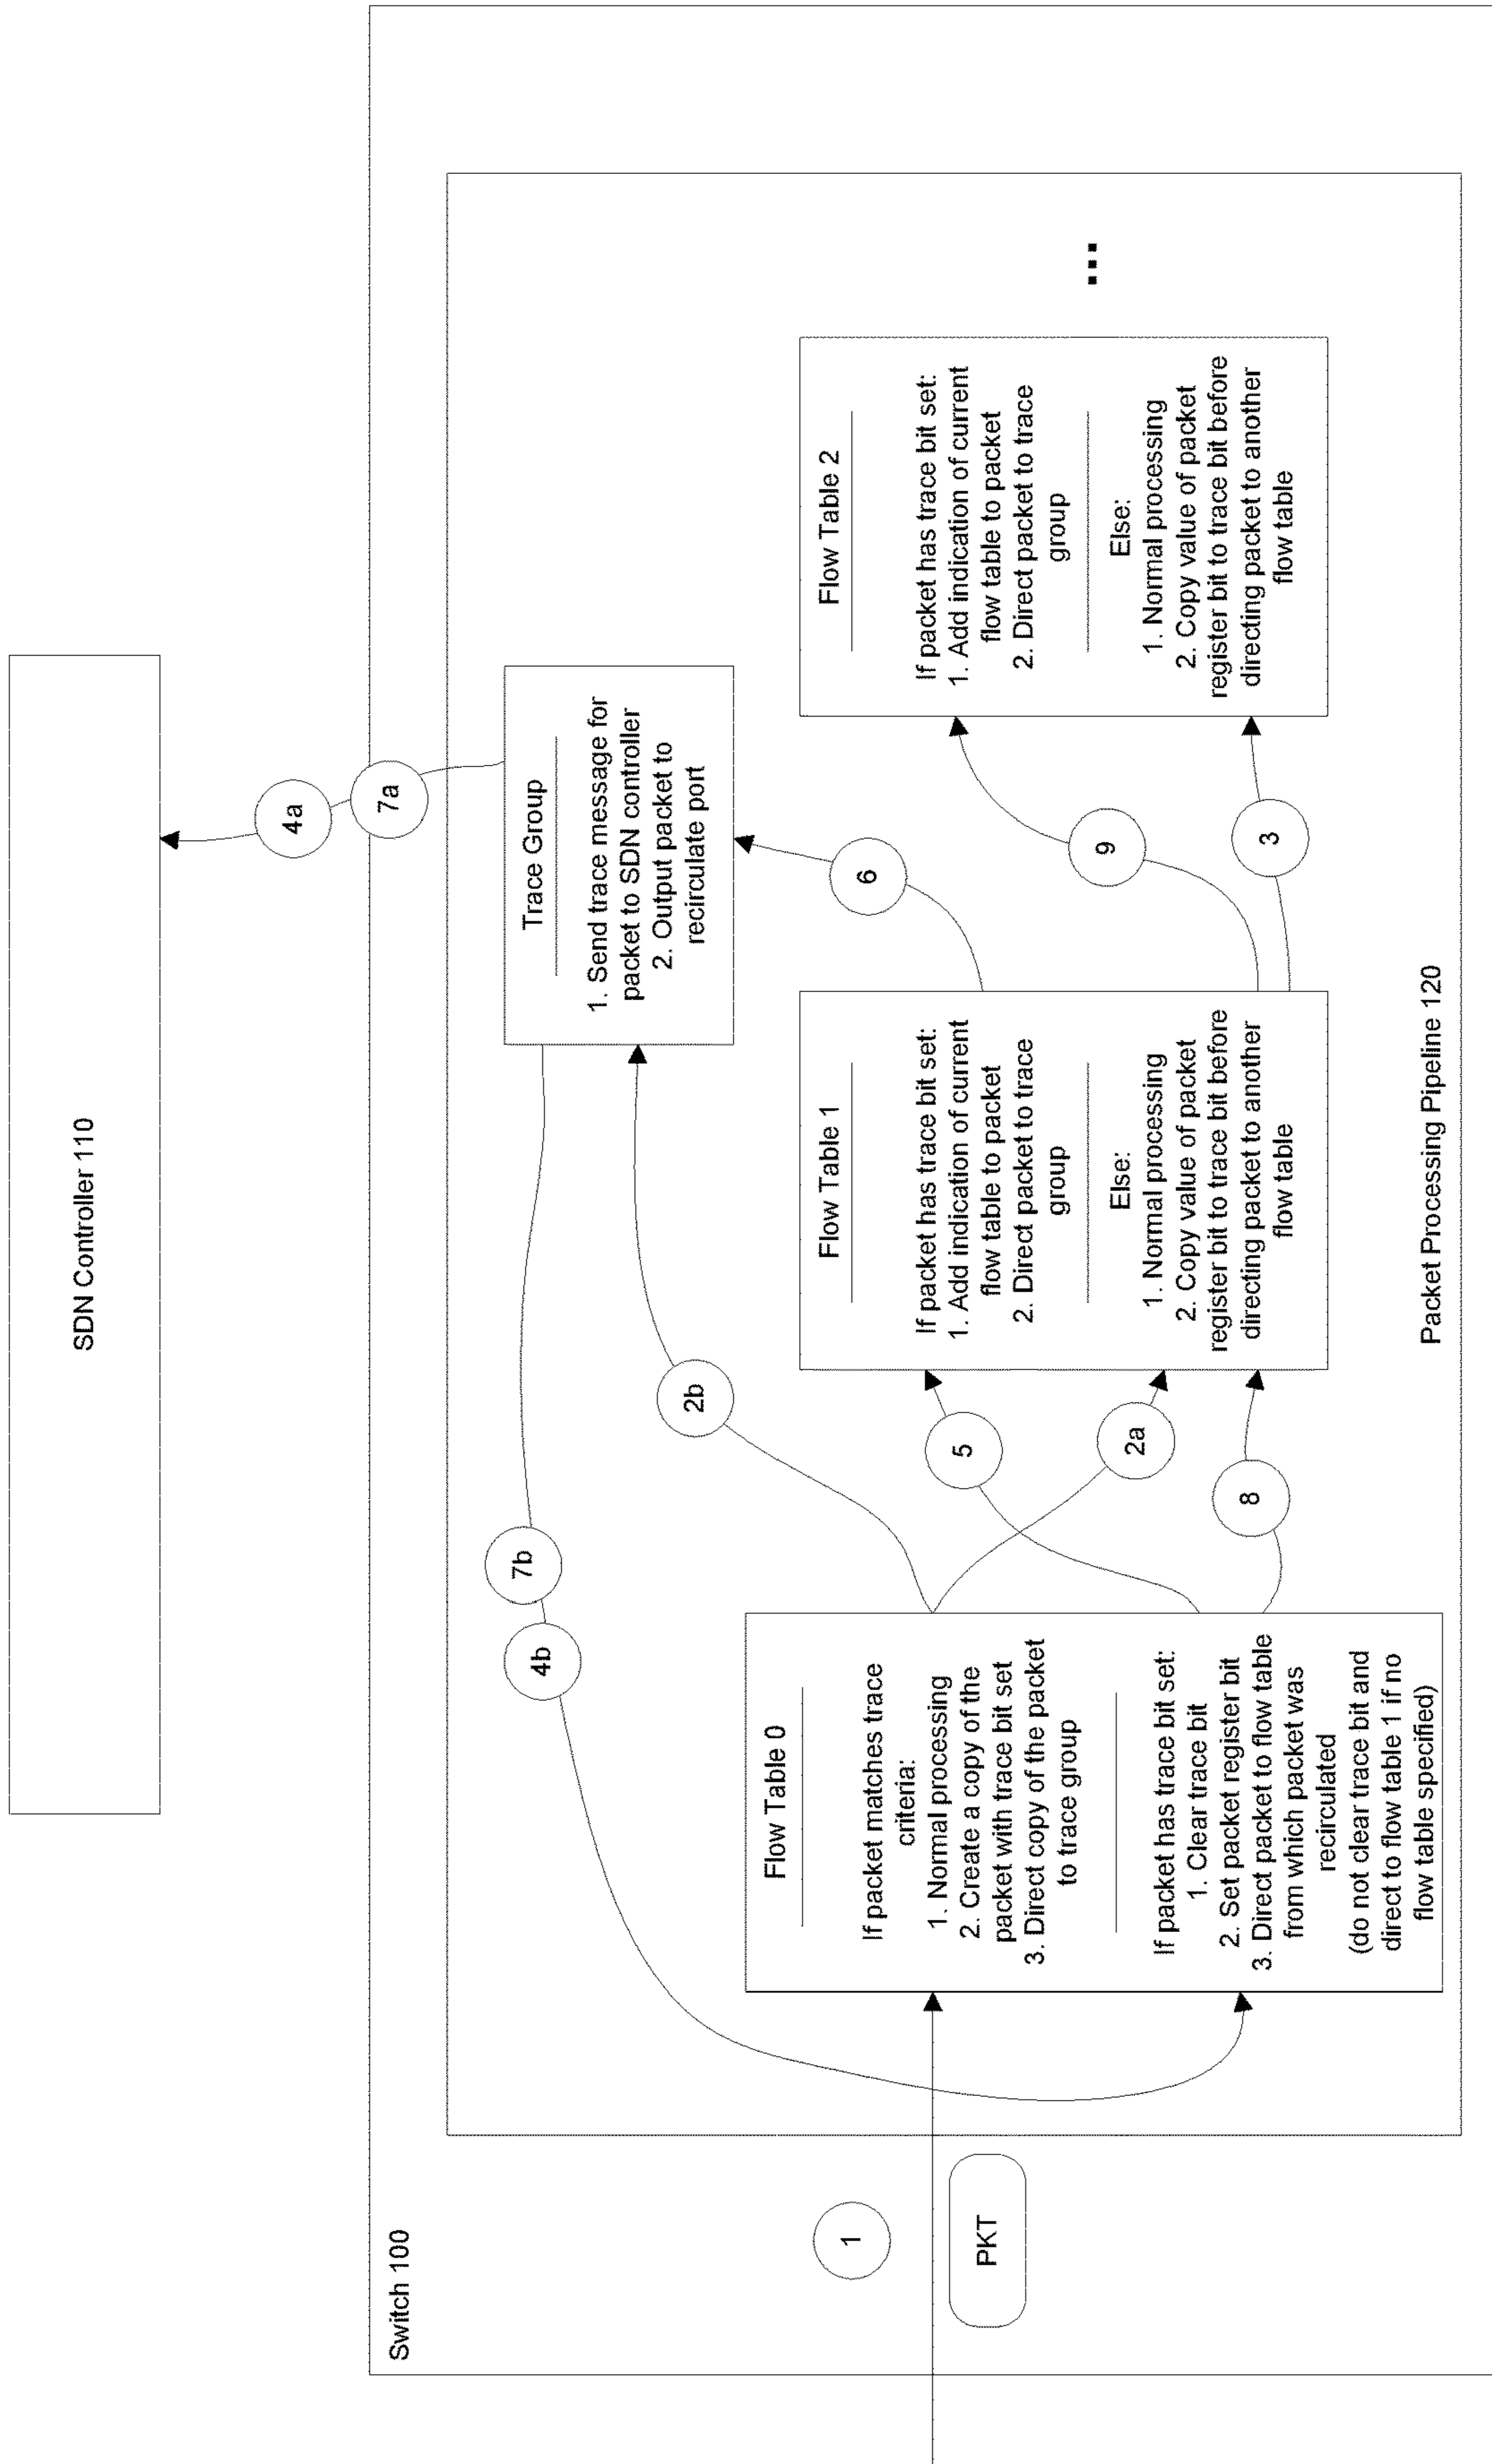 SDN Controller 110
Switch 100
4a
7a
7b
4b
Trace Group
1. Send trace message for
packet to SDN controller
2. Output packet to
recirculate port
2b
6
1
PKT
Flow Table 0
If packet matches trace
criteria:
1. Normal processing
2. Create a copy of the
packet with trace bit set
3. Direct copy of the packet
to trace group
If packet has trace bit set:
1. Clear trace bit
2. Set packet register bit
3. Direct packet to flow table
from which packet was
recirculated
(do not clear trace bit and
direct to flow table 1 if no
flow table specified)
5
2a
8
Flow Table 1
If packet has trace bit set:
1. Add indication of current
flow table to packet
2. Direct packet to trace
group
Else:
1. Normal processing
2. Copy value of packet
register bit to trace bit before
directing packet to another
flow table
9
3
Flow Table 2
If packet has trace bit set:
1. Add indication of current
flow table to packet
2. Direct packet to trace
group
Else:
1. Normal processing
2. Copy value of packet
register bit to trace bit before
directing packet to another
flow table
...
Packet Processing Pipeline 120